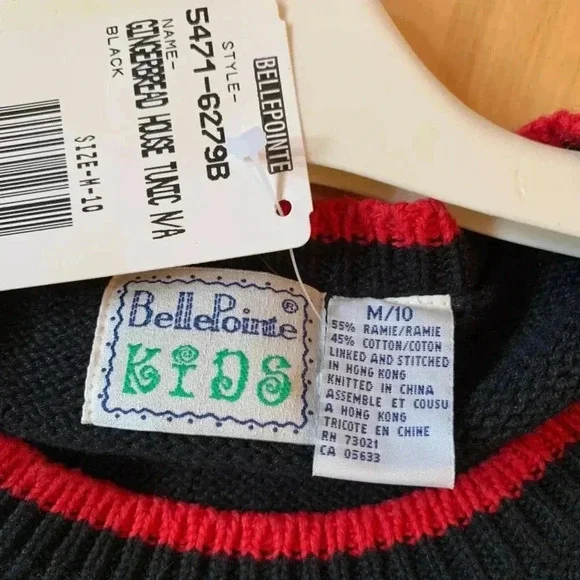 BELLEPOINTE
STYLE-
5471-6279B
NAME-
GINGERBREAD HOUSE TUNIC N/A
BLACK
SIZE-M-10
BellePointe®
KiDS
M/10
55% RAMIE/RAMIE
45% COTTON/COTON
LINKED AND STITCHED
IN HONG KONG
KNITTED IN CHINA
ASSEMBLE ET COUSU
A HONG KONG
TRICOTE EN CHINE
RN 73021
CA 05633